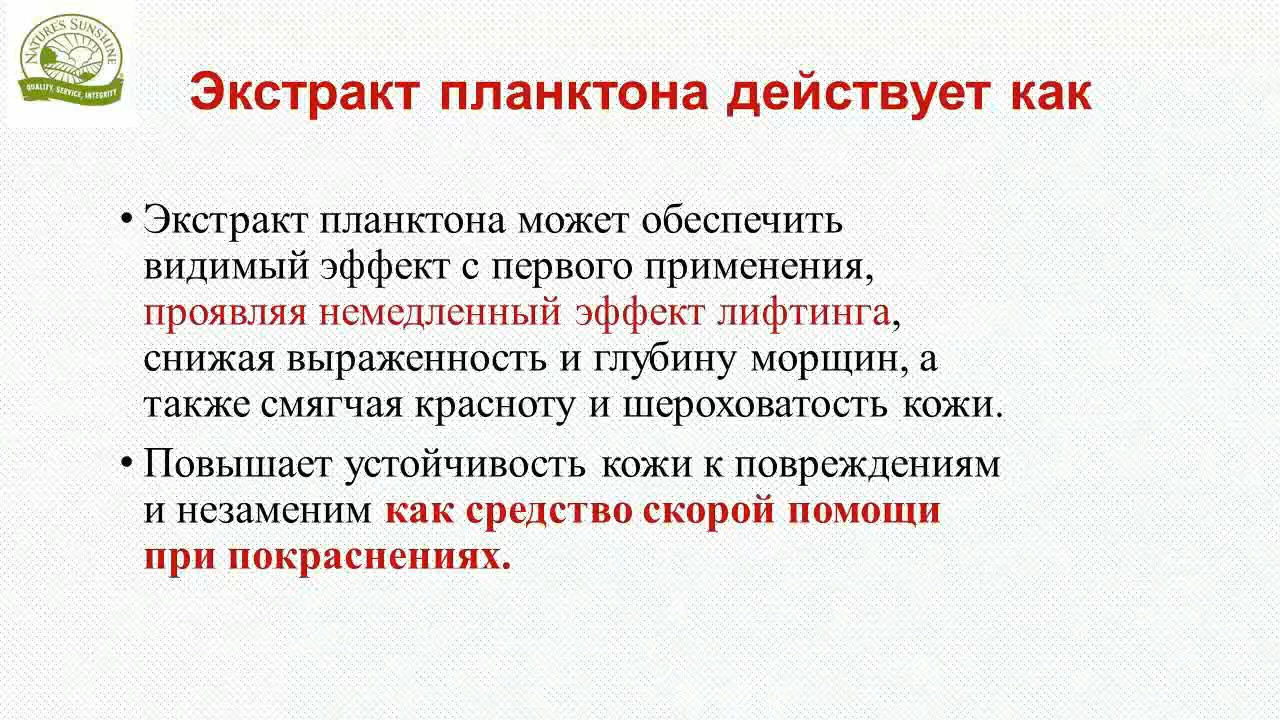 NATURE'S SUNSHINE
QUALITY, SERVICE, INTEGRITY
Экстракт планктона действует как
• Экстракт планктона может обеспечить
видимый эффект с первого применения,
проявляя немедленный эффект лифтинга,
снижая выраженность и глубину морщин, а
также смягчая красноту и шероховатость кожи.
• Повышает устойчивость кожи к повреждениям
и незаменим как средство скорой помощи
при покраснениях.